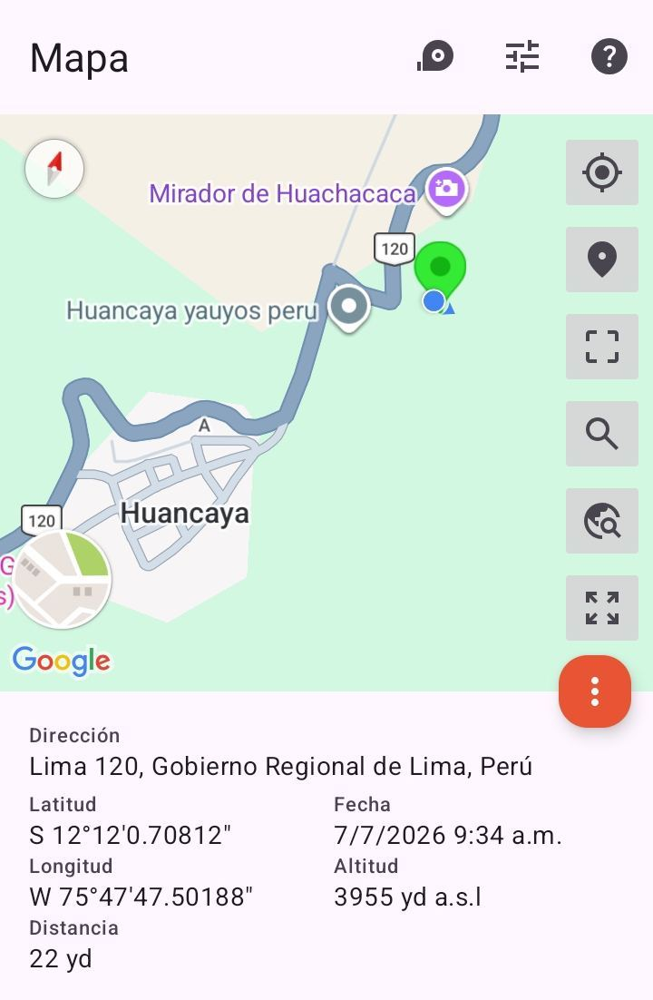 Mapa
Mirador de Huachacaca
120
Huancaya yauyos peru
A
Huancaya
120
G
s)
Google
Dirección
Lima 120, Gobierno Regional de Lima, Perú
Latitud
S 12°12'0.70812"
Fecha
7/7/2026 9:34 a.m.
Longitud
W 75°47'47.50188"
Altitud
3955 yd a.s.l
Distancia
22 yd